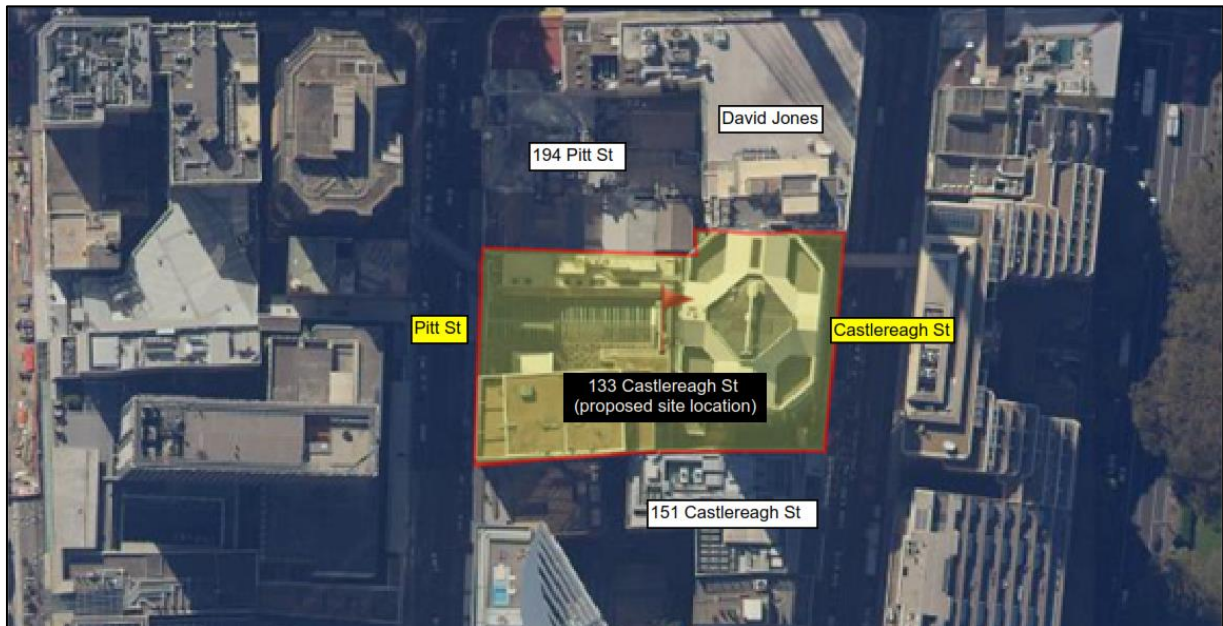 David Jones
194 Pitt St
Pitt St
Castlereagh St
133 Castlereagh St
(proposed site location)
151 Castlereagh St